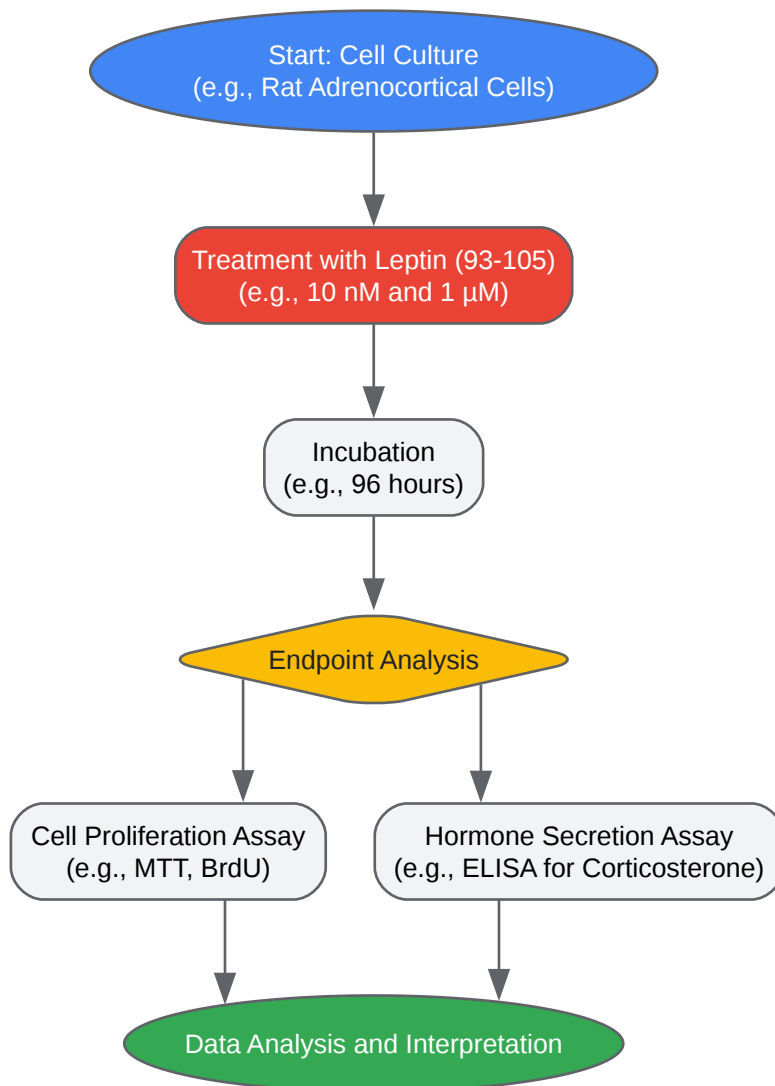 Start: Cell Culture
(e.g., Rat Adrenocortical Cells)
Treatment with Leptin (93-105)
(e.g., 10 nM and 1 µM)
Incubation
(e.g., 96 hours)
Endpoint Analysis
Cell Proliferation Assay
(e.g., MTT, BrdU)
Hormone Secretion Assay
(e.g., ELISA for Corticosterone)
Data Analysis and Interpretation